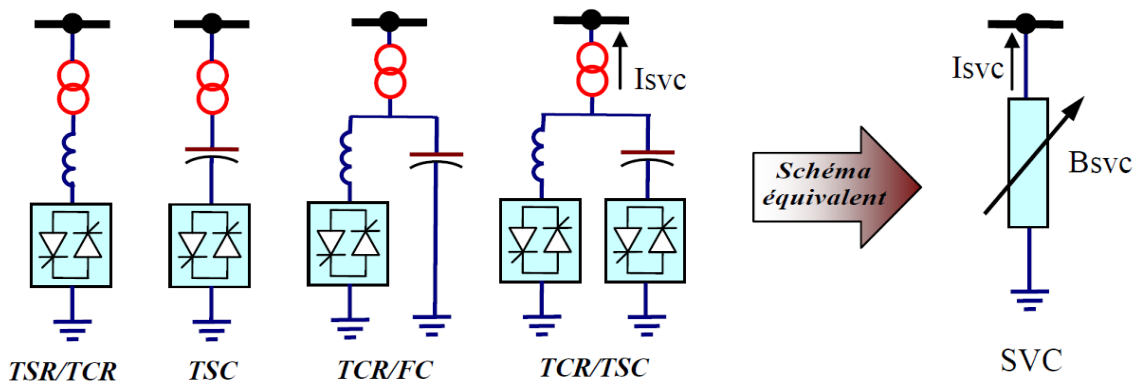 Isvc
Isvc
Schéma
équivalent
Bsvc
TSR/TCR
TSC
TCR/FC
TCR/TSC
SVC